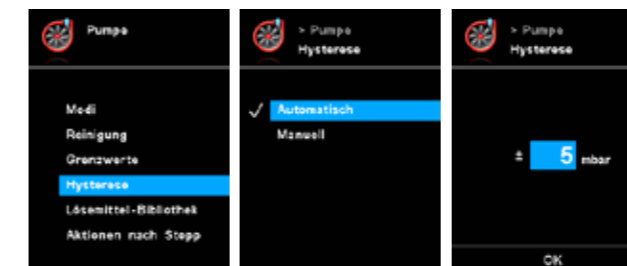 Pumpe
Modi
Reinigung
Grenzwerte
Hysterese
Lösemittel-Bibliothek
Aktionen nach Stopp
> Pumpe
Hysterese
✓ Automatisch
Manuell
> Pumpe
Hysterese
± 5 mbar
OK